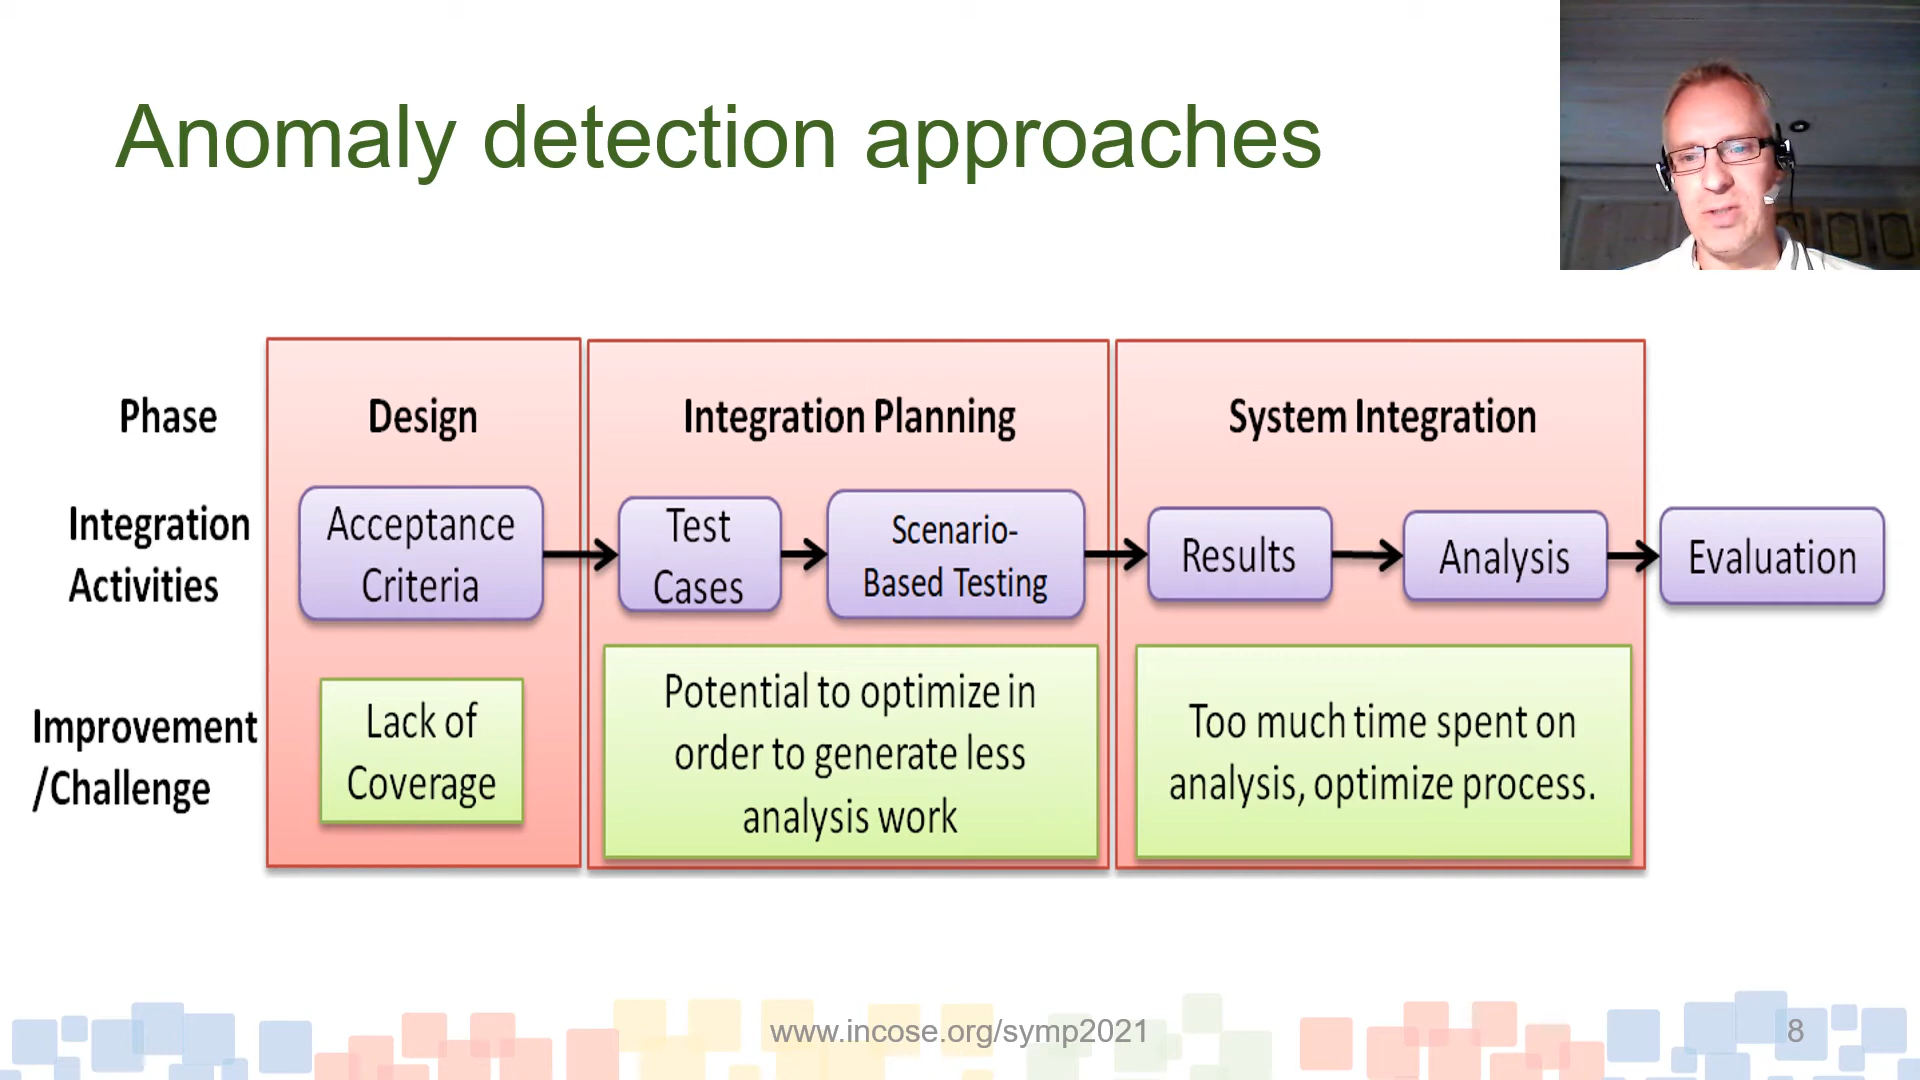 Anomaly detection approaches
Phase
Design
Integration Planning
System Integration
Integration
Activities
Acceptance
Criteria
Test
Cases
Scenario-
Based Testing
Results
Analysis
Evaluation
Improvement
/Challenge
Lack of
Coverage
Potential to optimize in
order to generate less
analysis work
Too much time spent on
analysis, optimize process.
www.incose.org/symp2021
8